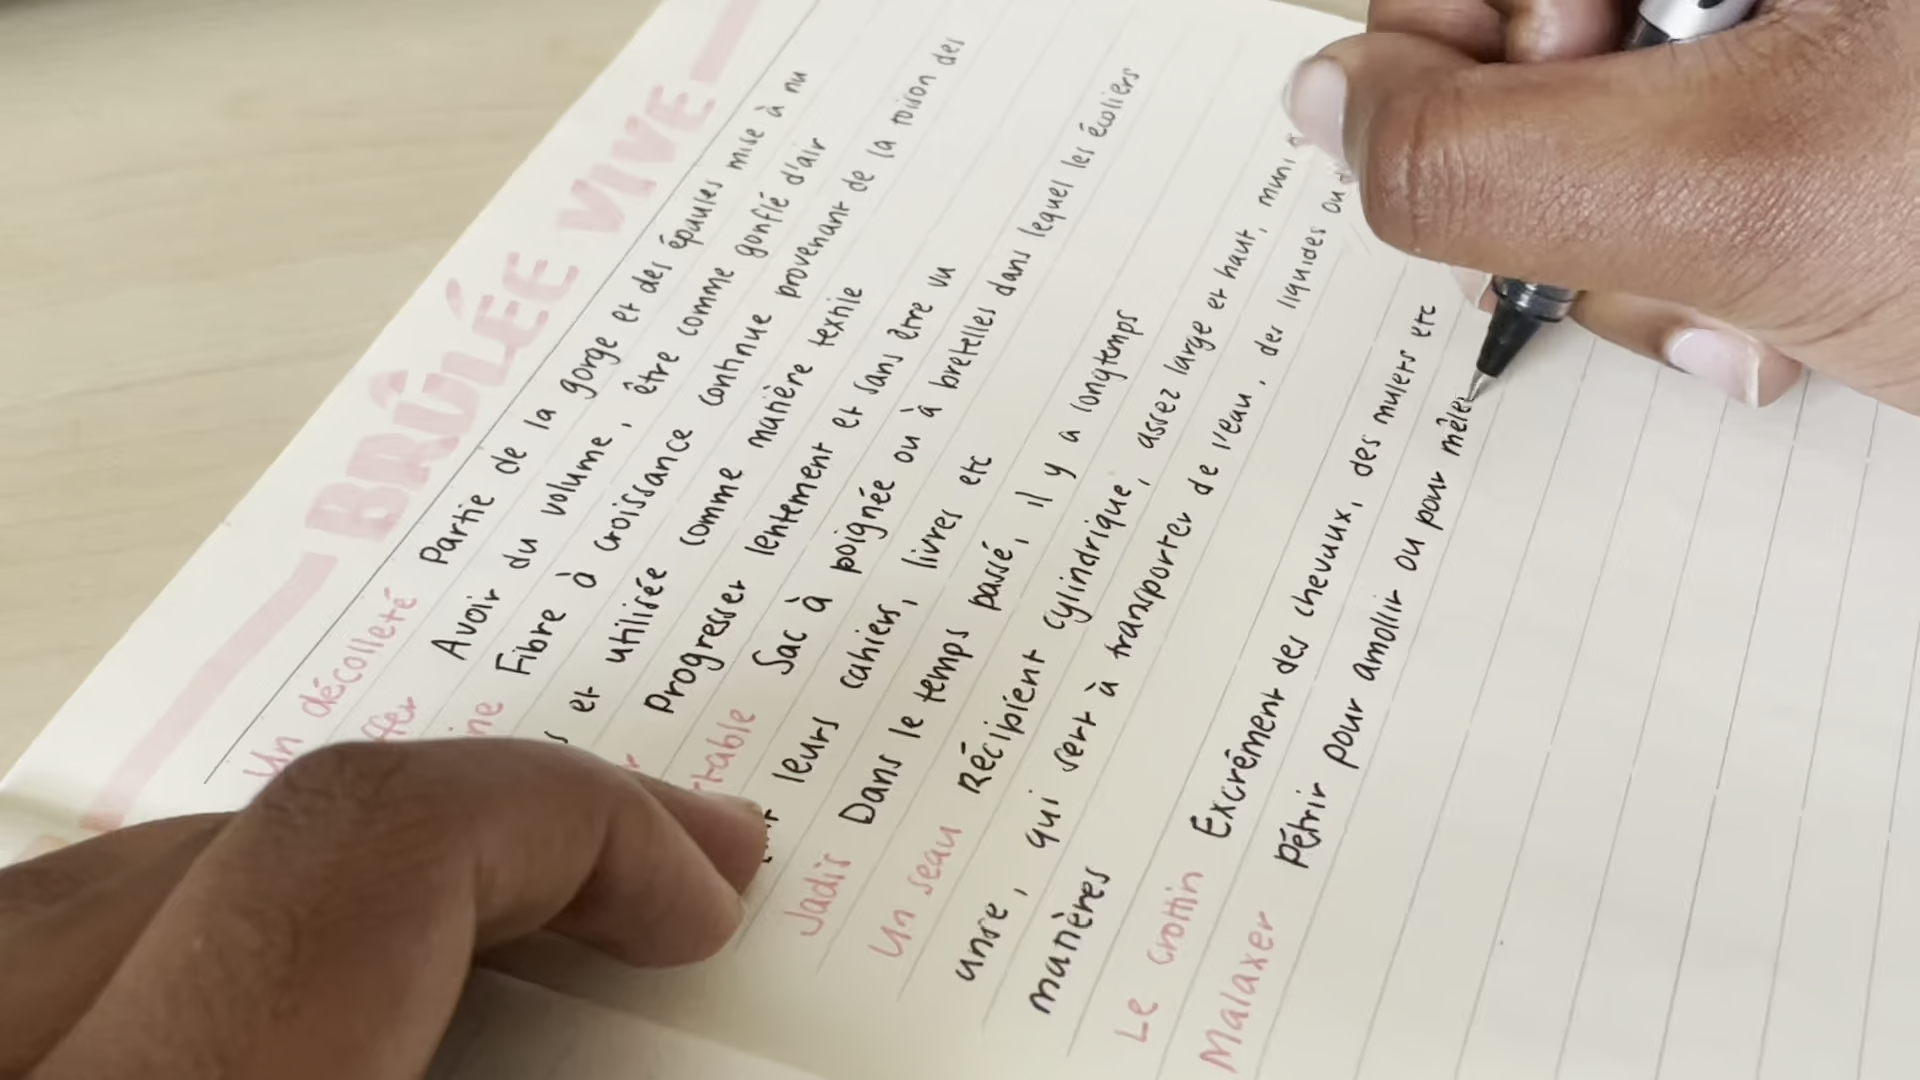 BRÛLÉE VIVE
Un décolleté Partie de la gorge et des épaules mise à nu
Avoir du volume, être comme gonflé d'air
Fibre à croissance continue provenant de la toison des
et utilisée comme matière textile
Progresser lentement et sans être vu
Sac à poignée ou à bretelles dans lequel les écoliers
leurs cahiers, livres etc
Jadis Dans le temps passé, il y a longtemps
Un seau Récipient cylindrique, assez large et haut, muni
anse, qui sert à transporter de l'eau, des liquides ou
matières
Le crottin Excrément des chevaux, des mulets etc
Malaxer Pétrir pour amolir ou pour mêler